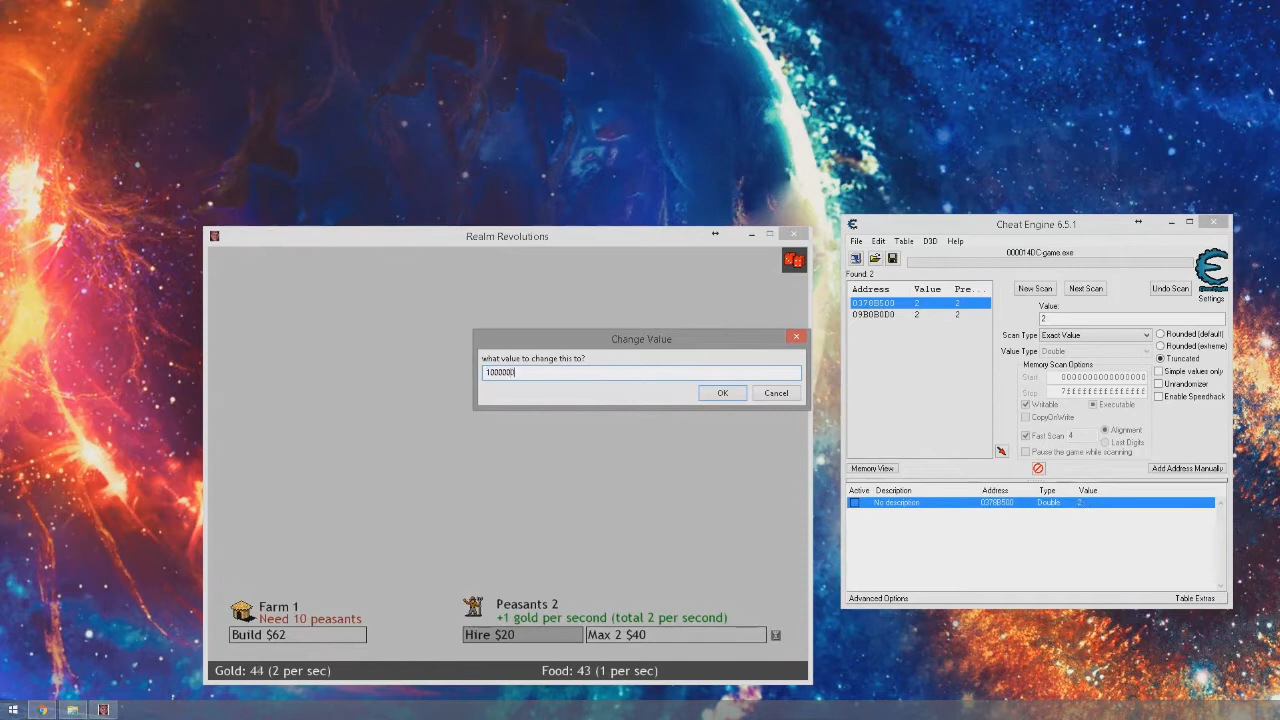 Realm Revolutions
Change Value
what value to change this to?
1000000
OK
Cancel
Farm 1
Need 10 peasants
Build $62
Peasants 2
+1 gold per second (total 2 per second)
Hire $20
Max 2 $40
Gold: 44 (2 per sec)
Food: 43 (1 per sec)
Cheat Engine 6.5.1
File Edit Table D3D Help
000014DC-game.exe
Found: 2
Address Value Pre...
0378B500 2 2
09B0B0D0 2 2
New Scan Next Scan Undo Scan
Settings
Value:
2
Scan Type Exact Value
Value Type Double
Rounded (default)
Rounded (extreme)
Truncated
Simple values only
Unrandomizer
Enable Speedhack
Memory Scan Options
Start 0000000000000000
Stop 7fffffffffffffff
Writable Executable
CopyOnWrite
Fast Scan 4
Alignment
Last Digits
Pause the game while scanning
Memory View
Add Address Manually
Active Description Address Type Value
No description 0378B500 Double 2
Advanced Options
Table Extras